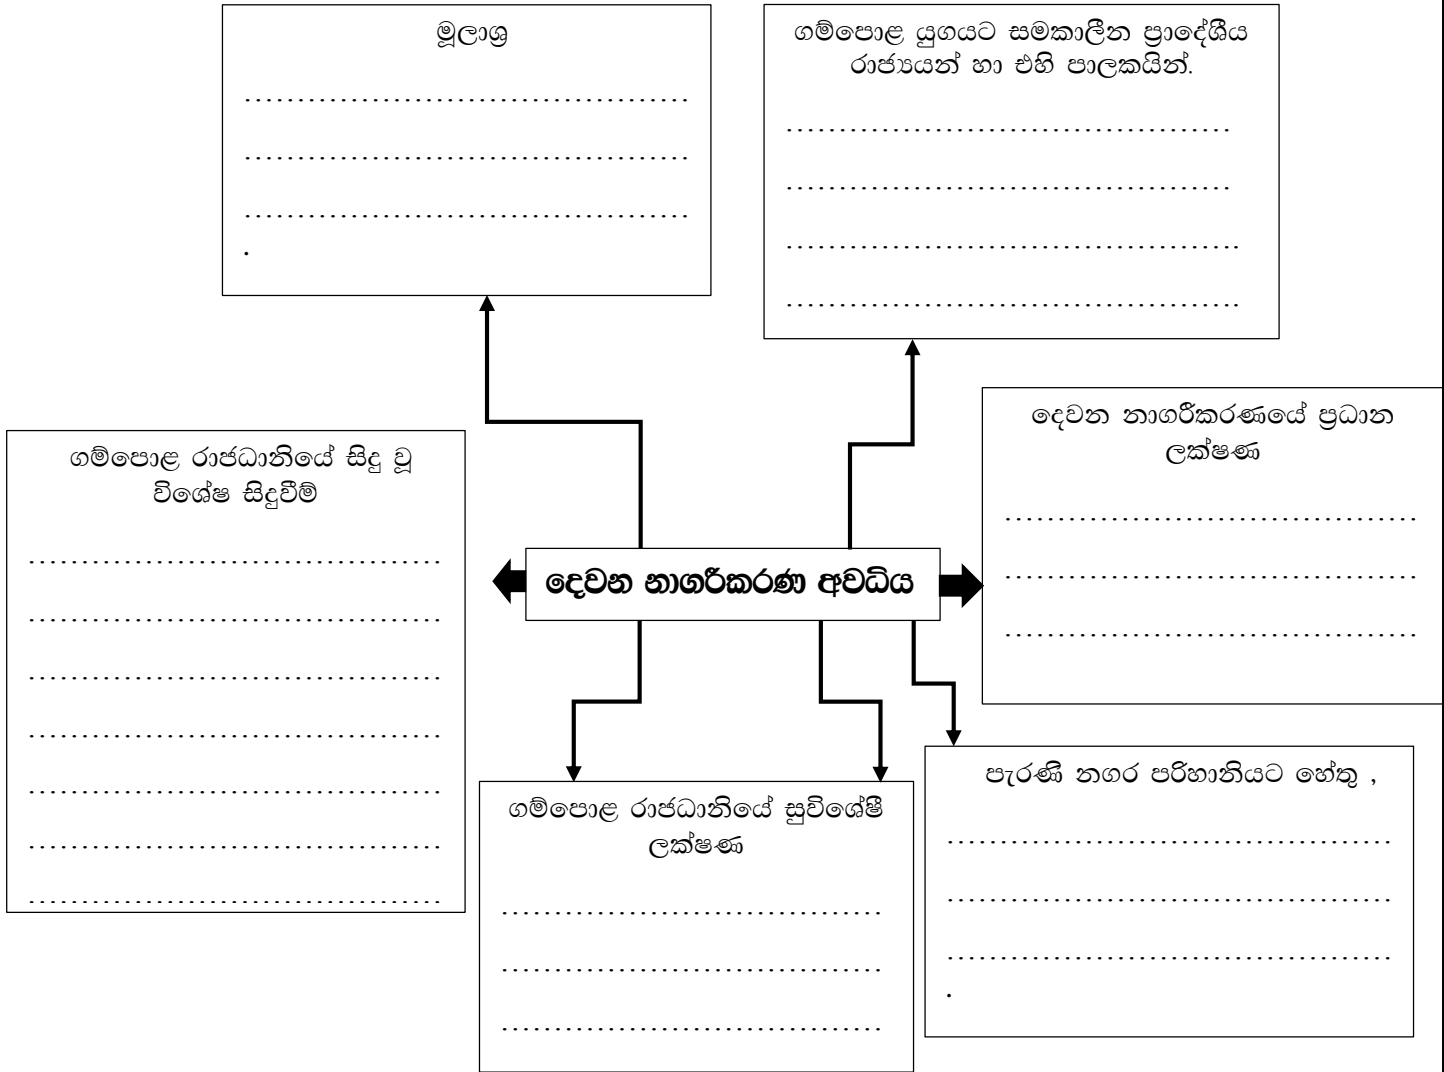 මූලාශ්‍ර
...........................................
...........................................
...........................................
.
ගම්පොළ යුගයට සමකාලීන ප්‍රාදේශීය
රාජ්‍යයන් හා එහි පාලකයින්.
...........................................
...........................................
............................................
............................................
දෙවන නාගරීකරණයේ ප්‍රධාන
ලක්ෂණ
........................................
........................................
........................................
ගම්පොළ රාජධානියේ සිදු වූ
විශේෂ සිදුවීම්
........................................
........................................
........................................
........................................
........................................
........................................
........................................
දෙවන නාගරීකරණ අවධිය
ගම්පොළ රාජධානියේ සුවිශේෂී
ලක්ෂණ
.....................................
.....................................
.....................................
පැරණි නගර පරිහානියට හේතු ,
...........................................
...........................................
...........................................
.